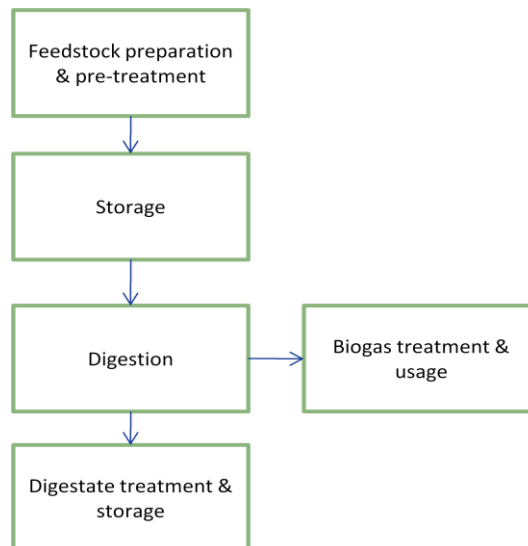 Feedstock preparation
& pre-treatment
Storage
Digestion
Biogas treatment &
usage
Digestate treatment &
storage